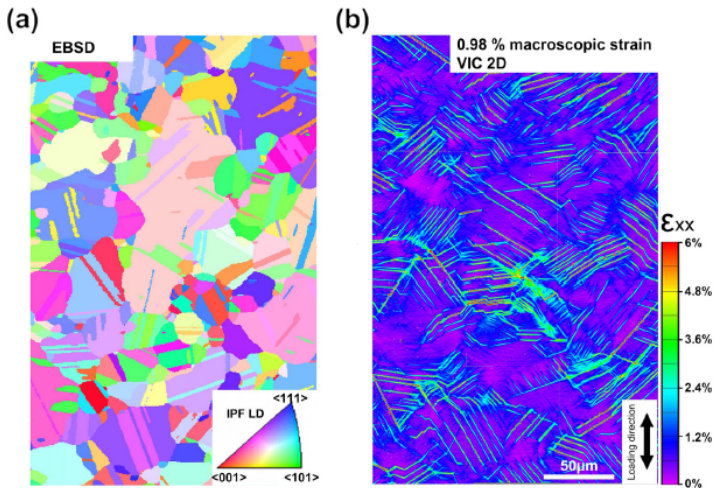 (a)
EBSD
IPF LD
<111>
<001>
<101>
(b)
0.98 % macroscopic strain
VIC 2D
εxx
6%
4.8%
3.6%
2.4%
1.2%
0%
Loading direction
50μm